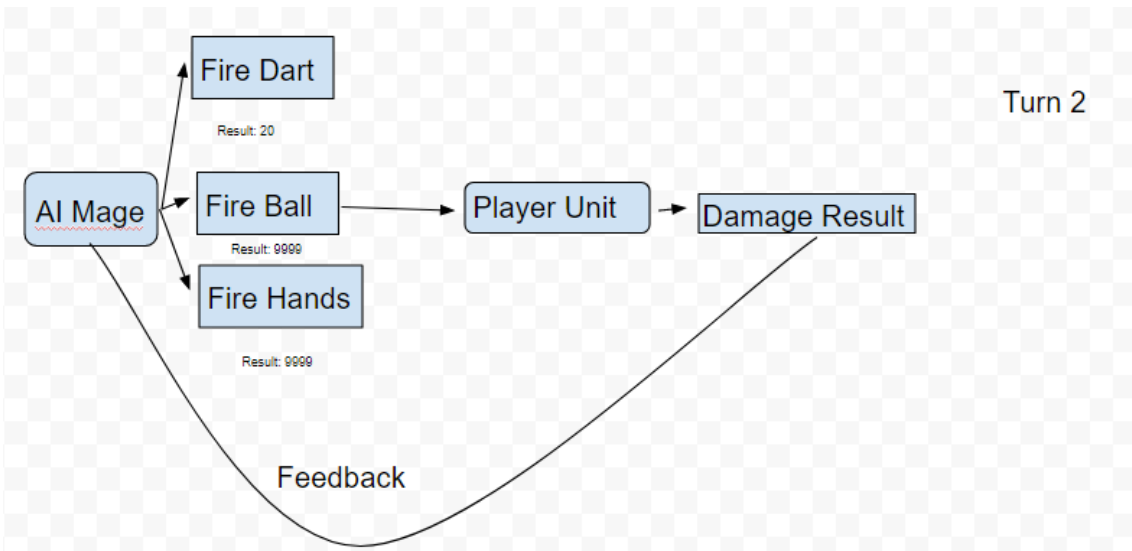 Fire Dart
Result: 20
Turn 2
AI Mage
Fire Ball
Result: 9999
Player Unit
Damage Result
Fire Hands
Result: 9999
Feedback